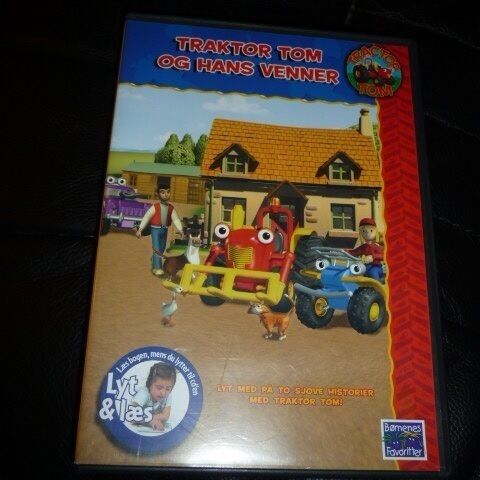 TRAKTOR TOM
OG HANS VENNER
TRACTOR
TOM
Læs bogen, mens du lytter til cd'en
Lyt
& læs
LYT MED PÅ TO SJOVE HISTORIER
MED TRAKTOR TOM!
Børnenes
Favoritter